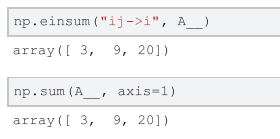 np.einsum("ij->i", A__)
array([ 3,  9, 20])
np.sum(A__, axis=1)
array([ 3,  9, 20])